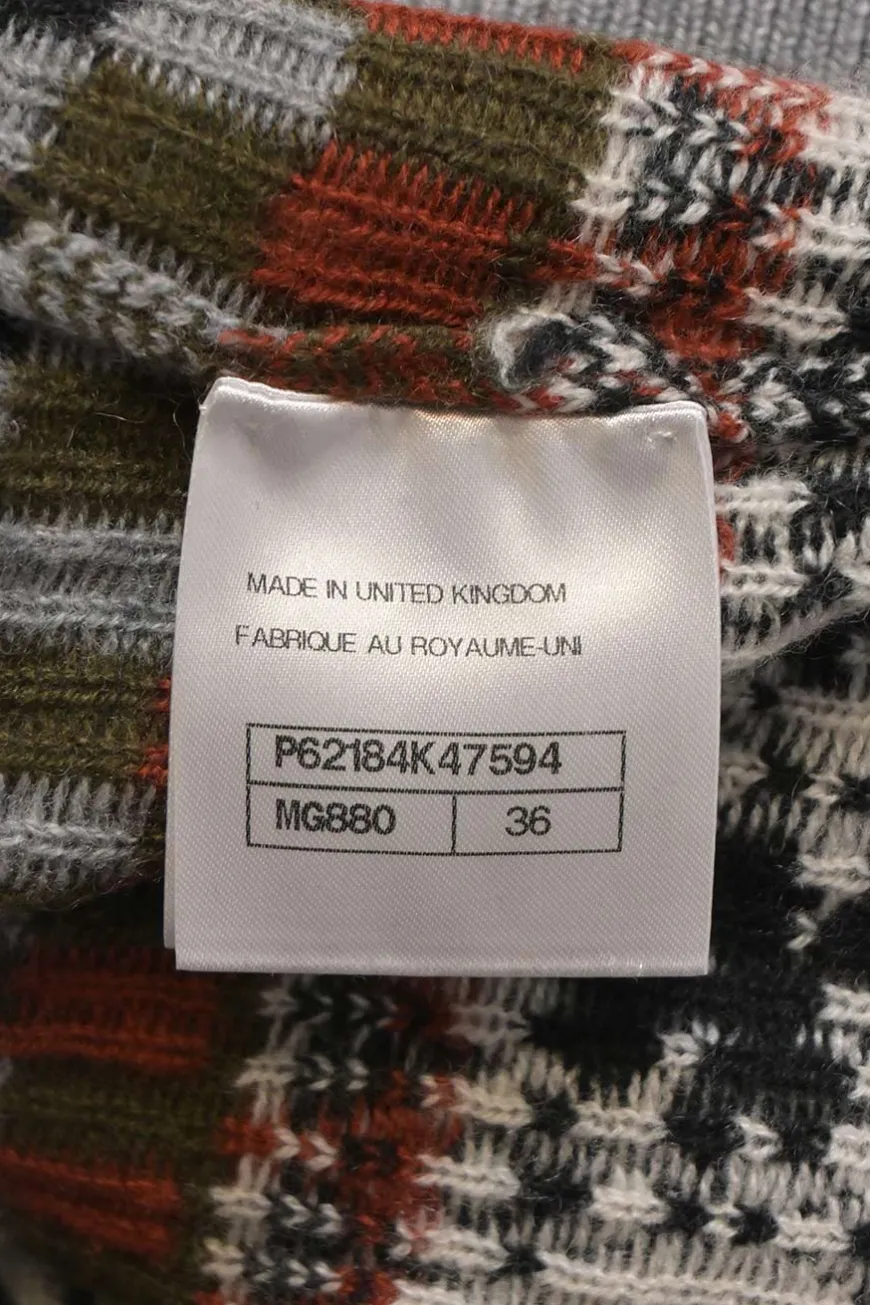 MADE IN UNITED KINGDOM
FABRIQUE AU ROYAUME-UNI
P62184K47594
MG880 36